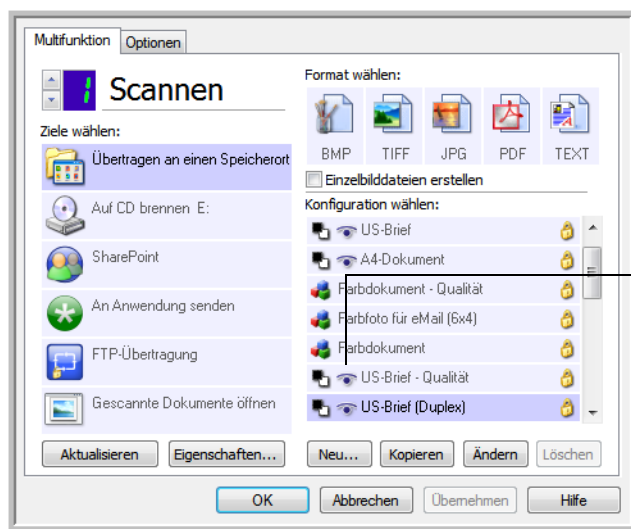 Multifunktion
Optionen
1
Scannen
Ziele wählen:
Übertragen an einen Speicherort
Auf CD brennen E:
SharePoint
An Anwendung senden
FTP-Übertragung
Gescannte Dokumente öffnen
Aktualisieren
Eigenschaften...
Format wählen:
BMP
TIFF
JPG
PDF
TEXT
Einzelbilddateien erstellen
Konfiguration wählen:
US-Brief
A4-Dokument
Farbdokument - Qualität
Farbfoto für eMail (6x4)
Farbdokument
US-Brief - Qualität
US-Brief (Duplex)
Neu...
Kopieren
Ändern
Löschen
OK
Abbrechen
Übernehmen
Hilfe